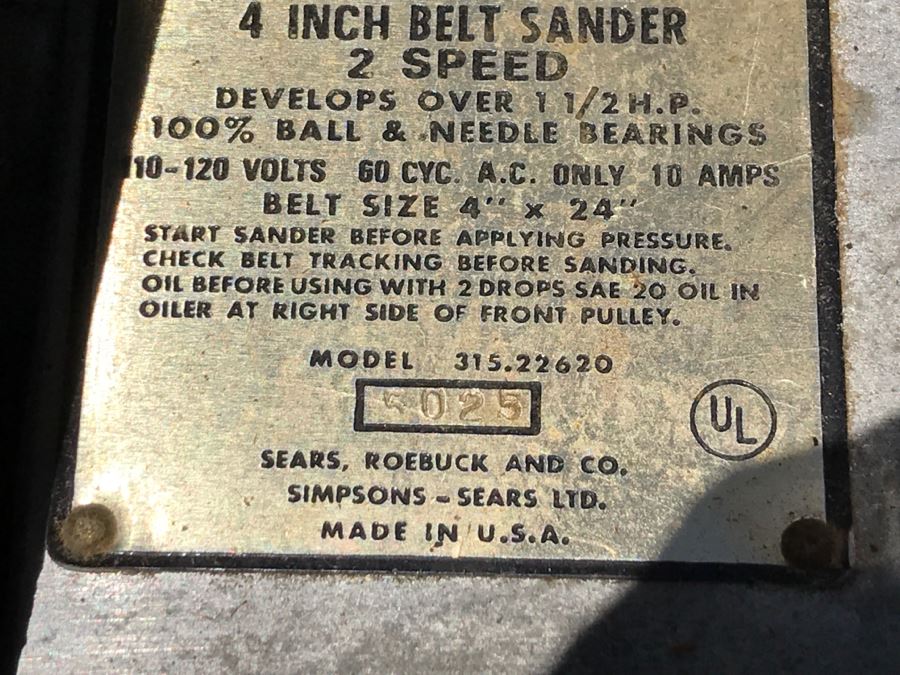 4 INCH BELT SANDER
2 SPEED
DEVELOPS OVER 1 1/2 H.P.
100% BALL & NEEDLE BEARINGS
110-120 VOLTS 60 CYC. A.C. ONLY 10 AMPS
BELT SIZE 4" x 24"
START SANDER BEFORE APPLYING PRESSURE.
CHECK BELT TRACKING BEFORE SANDING.
OIL BEFORE USING WITH 2 DROPS SAE 20 OIL IN
OILER AT RIGHT SIDE OF FRONT PULLEY.
MODEL 315.22620
5025
UL
SEARS, ROEBUCK AND CO.
SIMPSONS - SEARS LTD.
MADE IN U.S.A.